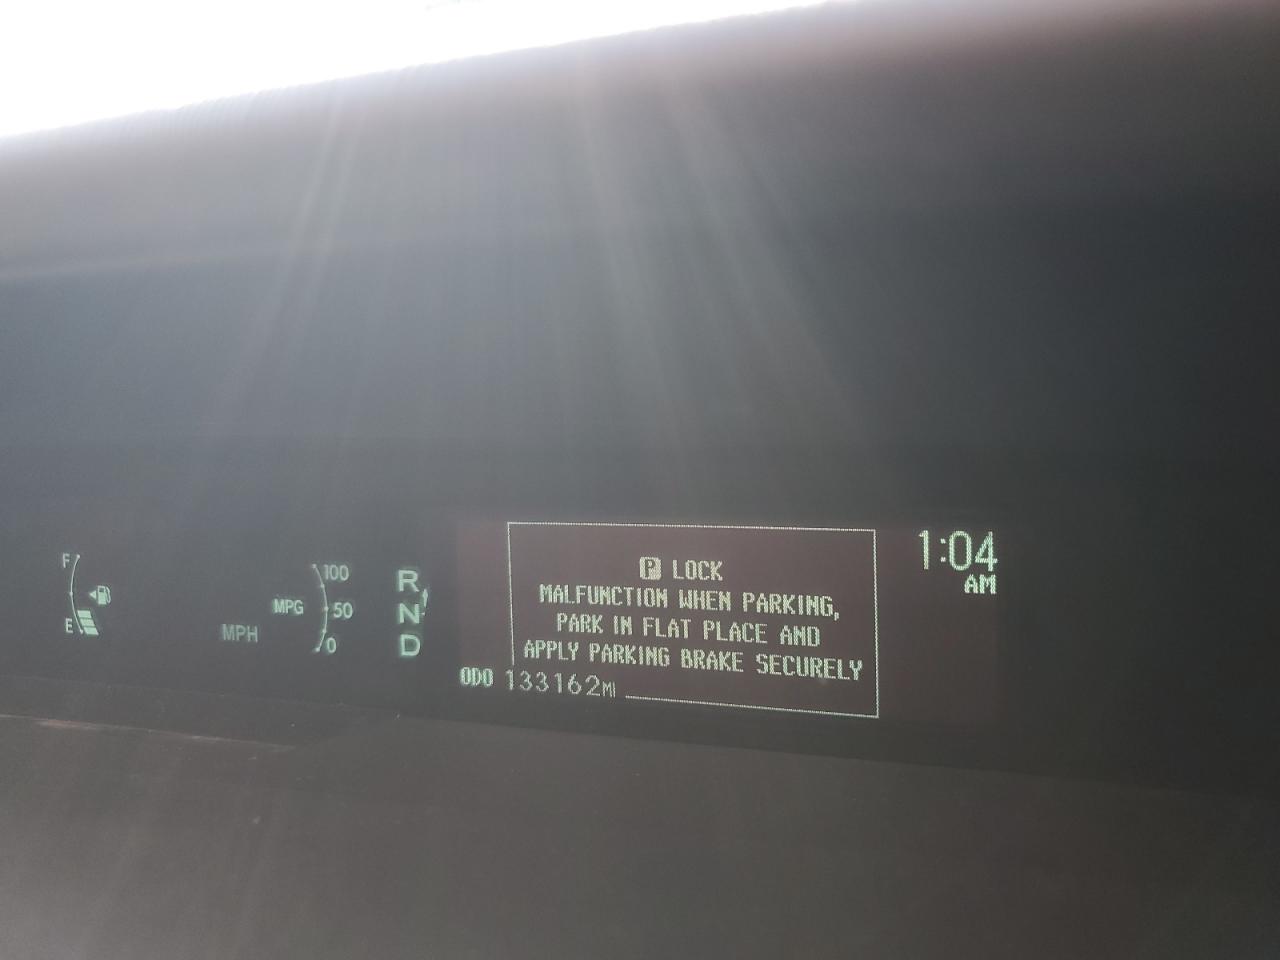 F
E
MPH
MPG
100
50
0
R
N
D
P LOCK
MALFUNCTION WHEN PARKING,
PARK IN FLAT PLACE AND
APPLY PARKING BRAKE SECURELY
ODO 133162MI
1:04
AM